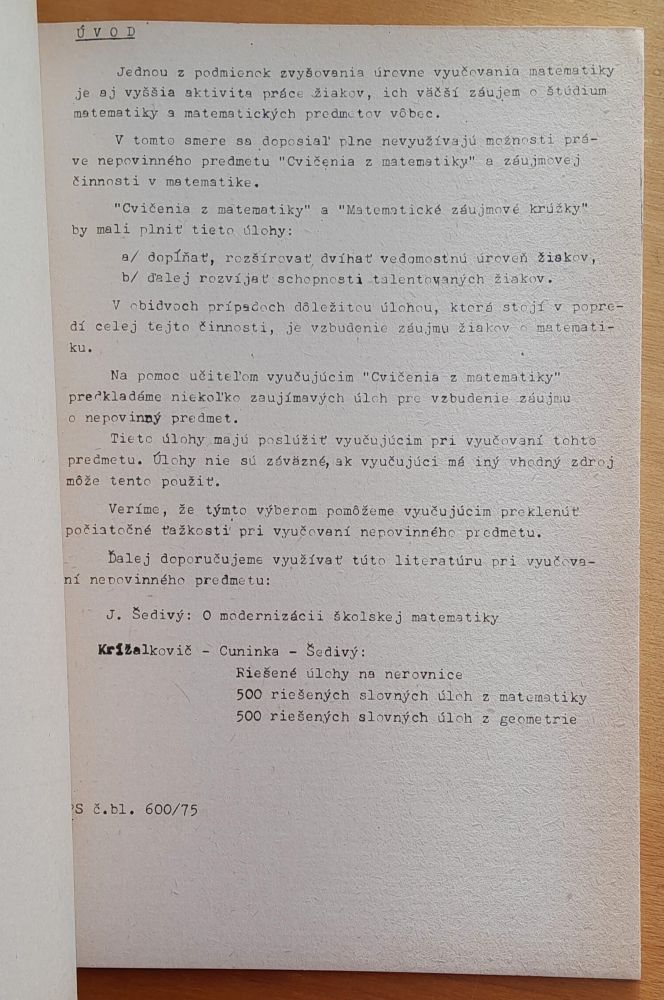 Ú V O D
Jednou z podmienok zvyšovania úrovne vyučovania matematiky
je aj vyššia aktivita práce žiakov, ich väčší záujem o štúdium
matematiky a matematických predmetov vôbec.
V tomto smere sa doposiaľ plne nevyužívajú možnosti prá-
ve nepovinného predmetu "Cvičenia z matematiky" a záujmovej
činnosti v matematike.
"Cvičenia z matematiky" a "Matematické záujmové krúžky"
by mali plniť tieto úlohy:
a/ dopĺňať, rozširovať dvíhať vedomostnú úroveň žiakov,
b/ ďalej rozvíjať schopnosti talentovaných žiakov.
V obidvoch prípadoch dôležitou úlohou, ktorá stojí v popre-
dí celej tejto činnosti, je vzbudenie záujmu žiakov o matemati-
ku.
Na pomoc učiteľom vyučujúcim "Cvičenia z matematiky"
predkladáme niekoľko zaujímavých úloh pre vzbudenie záujmu
o nepovinný predmet.
Tieto úlohy majú poslúžiť vyučujúcim pri vyučovaní tohto
predmetu. Úlohy nie sú záväzné, ak vyučujúci má iný vhodný zdroj
môže tento použiť.
Veríme, že týmto výberom pomôžeme vyučujúcim preklenúť
počiatočné ťažkosti pri vyučovaní nepovinného predmetu.
Ďalej doporučujeme využívať túto literatúru pri vyučova-
ní nepovinného predmetu:
J. Šedivý: O modernizácii školskej matematiky
Krížalkovič - Cuninka - Šedivý:
Riešené úlohy na nerovnice
500 riešených slovných úloh z matematiky
500 riešených slovných úloh z geometrie
PS č.bl. 600/75